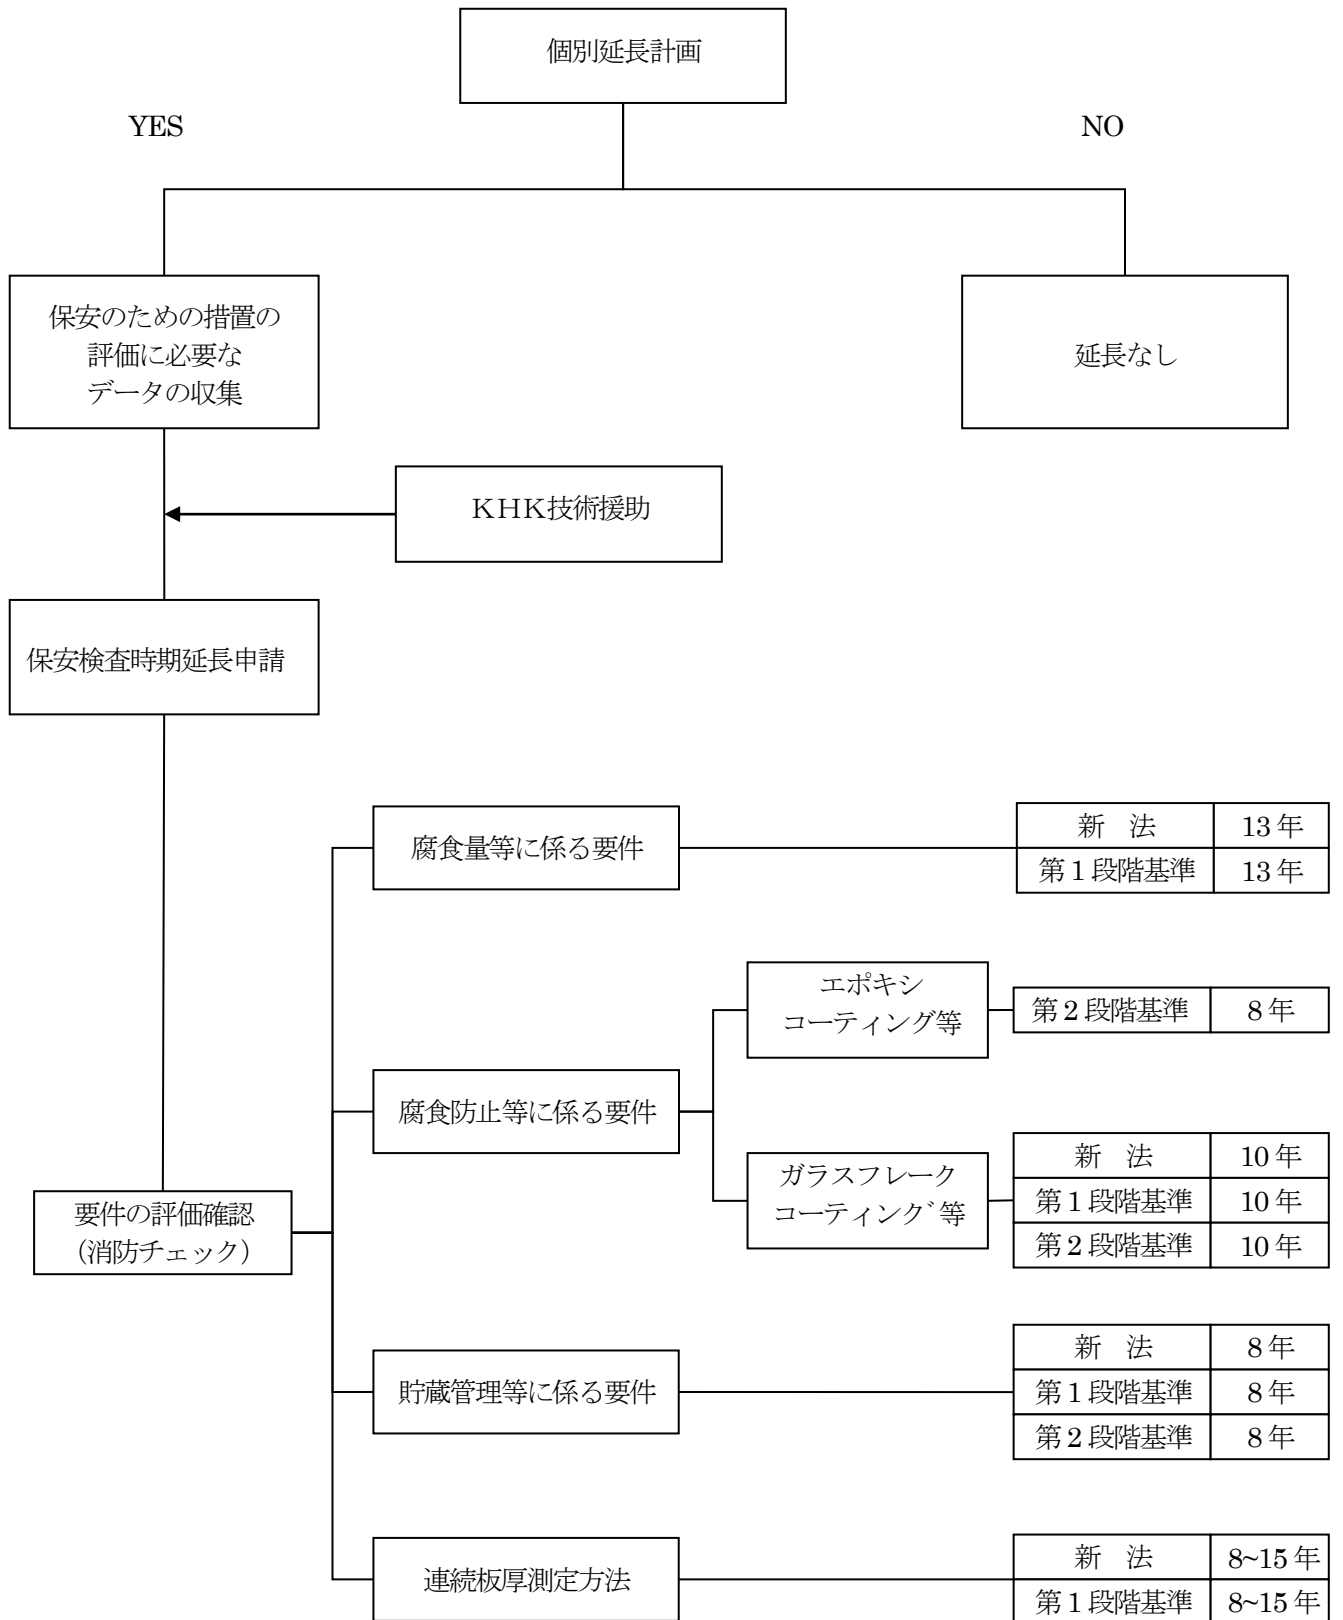 個別延長計画
YES
NO
保安のための措置の
評価に必要な
データの収集
延長なし
ＫＨＫ技術援助
保安検査時期延長申請
腐食量等に係る要件
新　法 13年
第１段階基準 13年
エポキシ
コーティング等
第２段階基準 8年
腐食防止等に係る要件
ガラスフレーク
コーティンク゛等
新　法 10年
第１段階基準 10年
第２段階基準 10年
要件の評価確認
（消防チェック）
貯蔵管理等に係る要件
新　法 8年
第１段階基準 8年
第２段階基準 8年
連続板厚測定方法
新　法 8~15年
第１段階基準 8~15年